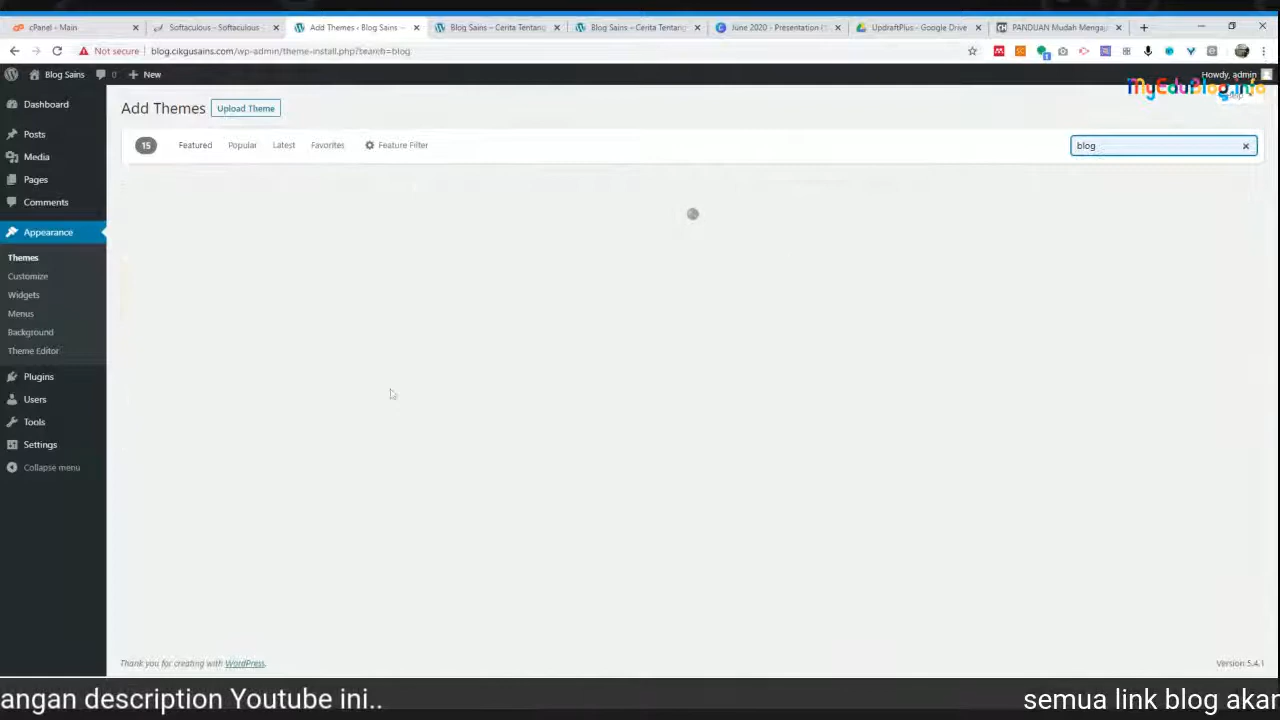 cPanel - Main
Softaculous - Softaculous -
Add Themes ‹ Blog Sains —
Blog Sains – Cerita Tentang
Blog Sains – Cerita Tentang
June 2020 - Presentation (
UpdraftPlus - Google Drive
PANDUAN Mudah Mengaj
Not secure
blog.cikgusains.com/wp-admin/theme-install.php?search=blog
Blog Sains
0
New
Howdy, admin
MyEduBlog.info
Dashboard
Posts
Media
Pages
Comments
Appearance
Themes
Customize
Widgets
Menus
Background
Theme Editor
Plugins
Users
Tools
Settings
Collapse menu
Add Themes
Upload Theme
15
Featured
Popular
Latest
Favorites
Feature Filter
blog
Thank you for creating with WordPress.
Version 5.4.1
angan description Youtube ini..
semua link blog akan